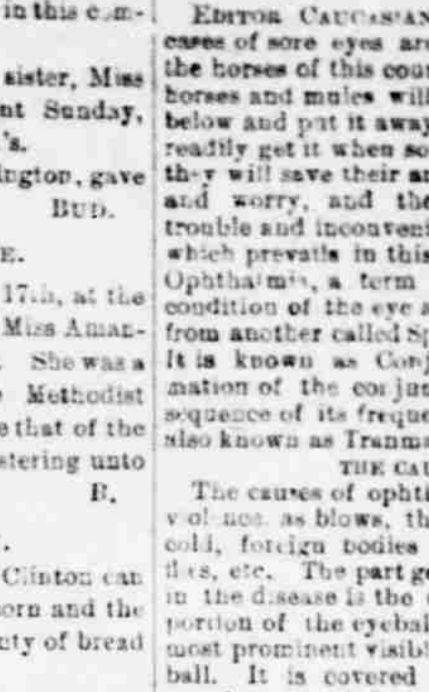 in this com-
sister, Miss
nt Sunday,
's.
ington, gave
BUD.
E.
17th, at the
Miss Aman-
She was a
Methodist
e that of the
stering unto
B.
Clinton can
orn and the
nty of bread
EDITOR CAUCASIAN
cases of sore eyes are
the horses of this cou
horses and mules will
below and put it away
readily get it when so
they will save their an
and worry, and the
trouble and inconveni
which prevails in this
Ophthalmia, a term
condition of the eye a
from another called Sp
It is known as Conj
mation of the conjun
sequence of its freque
also known as Tranma
THE CAU
The causes of ophth
violence, as blows, th
cold, foreign bodies
etc. The part ge
in the disease is the
portion of the eyebal
most prominent visibl
ball. It is covered